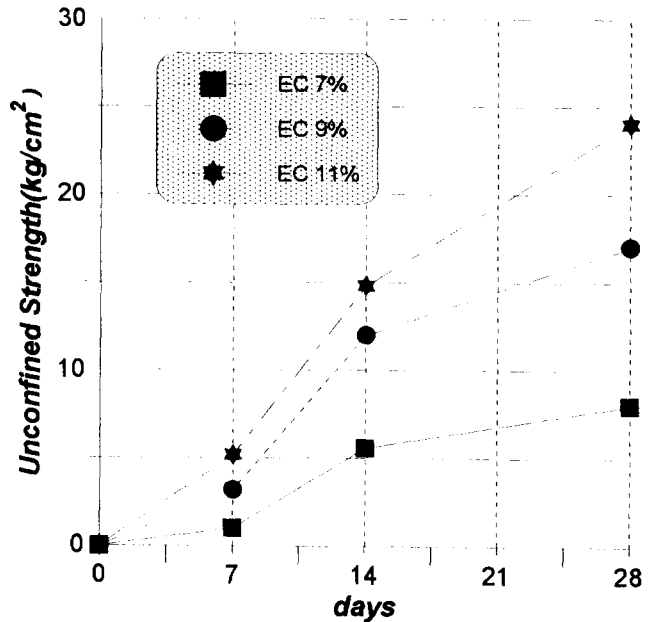 30
EC 7%
EC 9%
EC 11%
20
10
0
0 7 14 21 28
days
Unconfined Strength(kg/cm²)